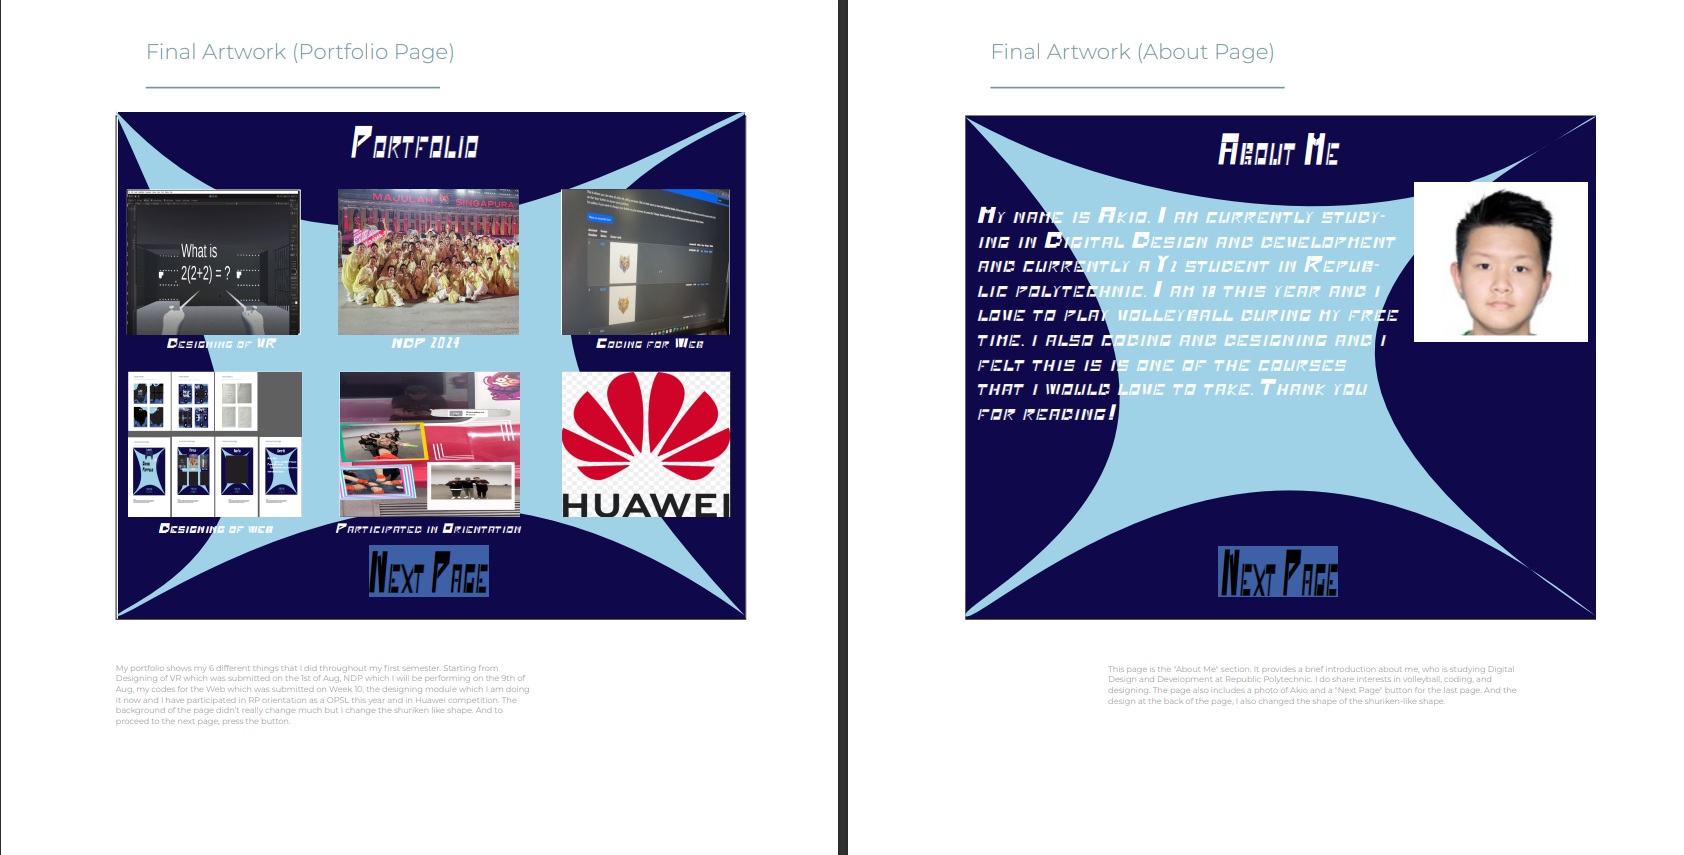 Final Artwork (Portfolio Page)
PORTFOLIO
What is
2(2+2) = ?
MAJULAH SINGAPURA
DESIGNING OF VR
NDP 2024
CODING FOR WEB
HUAWEI
DESIGNING OF WEB
PARTICIPATED IN ORIENTATION
NEXT PAGE
My portfolio shows my 6 different things that I did throughout my first semester. Starting from
Designing of VR which was submitted on the 1st of Aug, NDP which I will be performing on the 9th of
Aug, my codes for the Web which was submitted on Week 10, the designing module which I am doing
it now and I have participated in RP orientation as a OPSL this year and in Huawei competition. The
background of the page didn't really change much but I change the shuriken like shape. And to
proceed to the next page, press the button.
Final Artwork (About Page)
ABOUT ME
MY NAME IS AKIO. I AM CURRENTLY STUDY-
ING IN DIGITAL DESIGN AND DEVELOPMENT
AND CURRENTLY A Y2 STUDENT IN REPUB-
LIC POLYTECHNIC. I AM 18 THIS YEAR AND I
LOVE TO PLAY VOLLEYBALL DURING MY FREE
TIME. I ALSO CODING AND DESIGNING AND I
FELT THIS IS IS ONE OF THE COURSES
THAT I WOULD LOVE TO TAKE. THANK YOU
FOR READING!
NEXT PAGE
This page is the "About Me" section. It provides a brief introduction about me, who is studying Digital
Design and Development at Republic Polytechnic. I do share interests in volleyball, coding, and
designing. The page also includes a photo of Akio and a "Next Page" button for the last page. And the
design at the back of the page, I also changed the shape of the shuriken-like shape.